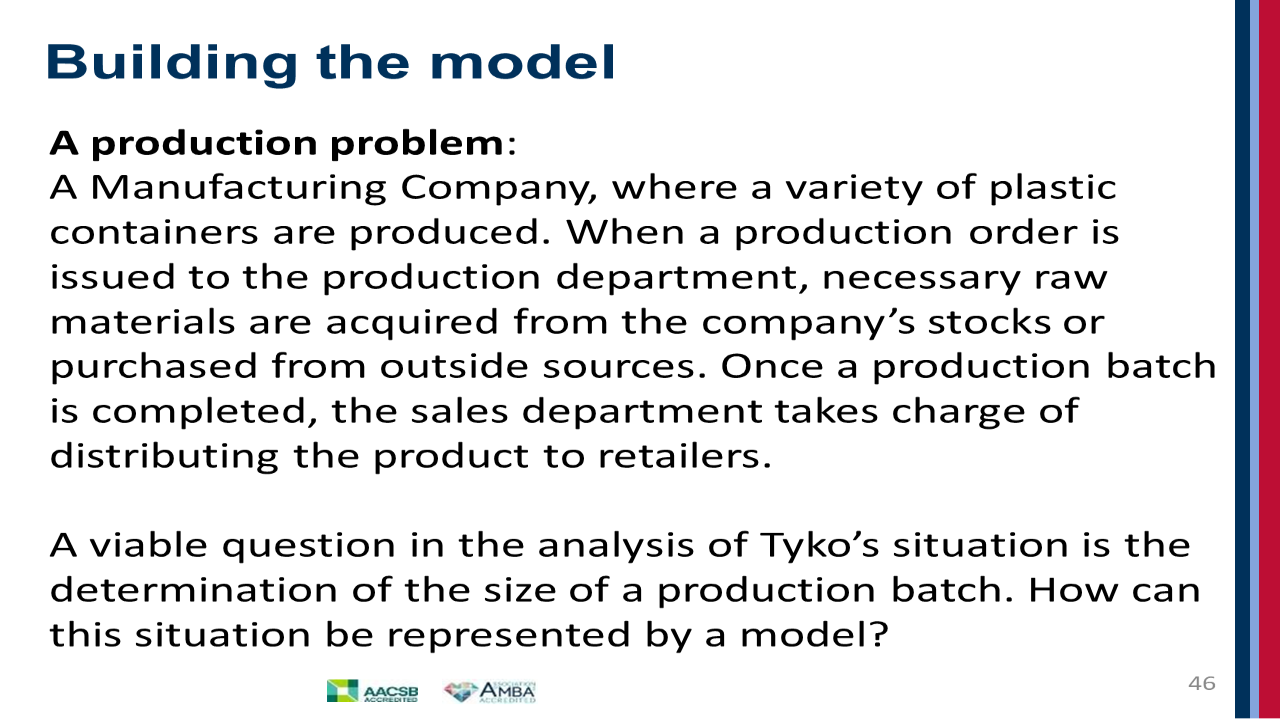 Building the model
A production problem:
A Manufacturing Company, where a variety of plastic
containers are produced. When a production order is
issued to the production department, necessary raw
materials are acquired from the company’s stocks or
purchased from outside sources. Once a production batch
is completed, the sales department takes charge of
distributing the product to retailers.
A viable question in the analysis of Tyko’s situation is the
determination of the size of a production batch. How can
this situation be represented by a model?
AACSB
ACCREDITED
ASSOCIATION
AMBA
ACCREDITED
46